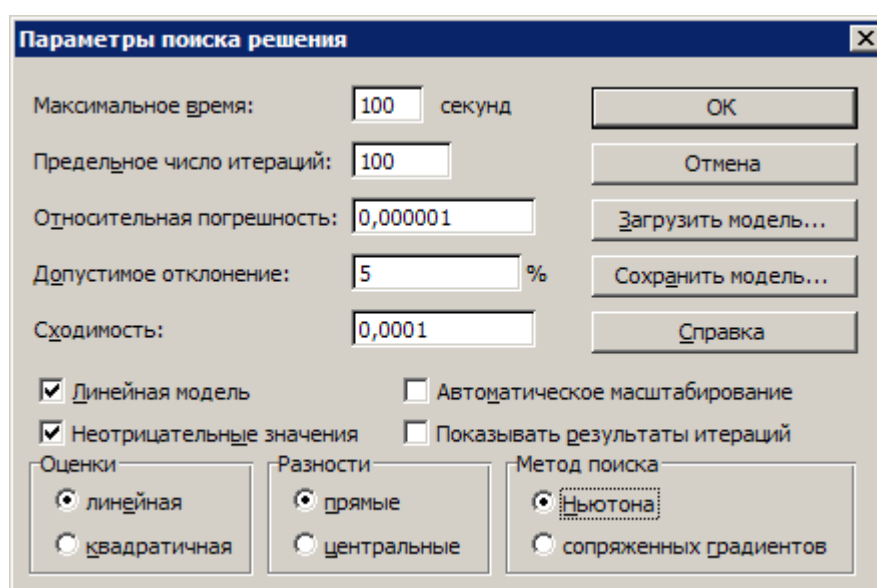 Параметры поиска решения
Максимальное время: 100 секунд
OK
Предельное число итераций: 100
Отмена
Относительная погрешность: 0,000001
Загрузить модель...
Допустимое отклонение: 5 %
Сохранить модель...
Сходимость: 0,0001
Справка
Линейная модель
Автоматическое масштабирование
Неотрицательные значения
Показывать результаты итераций
Оценки
линейная
квадратичная
Разности
прямые
центральные
Метод поиска
Ньютона
сопряженных градиентов